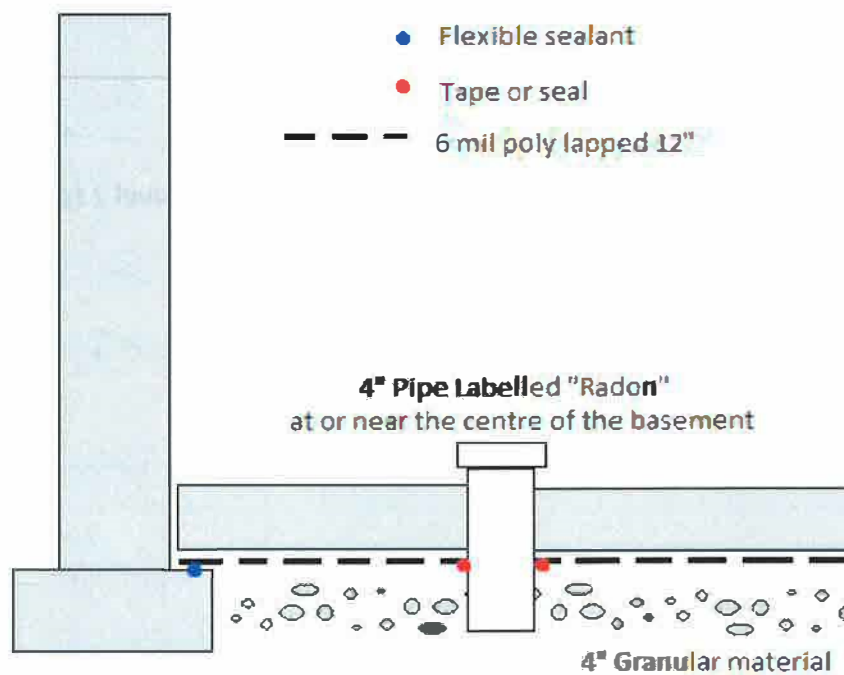 Flexible sealant
Tape or seal
6 mil poly lapped 12"
4" Pipe Labelled "Radon"
at or near the centre of the basement
4" Granular material